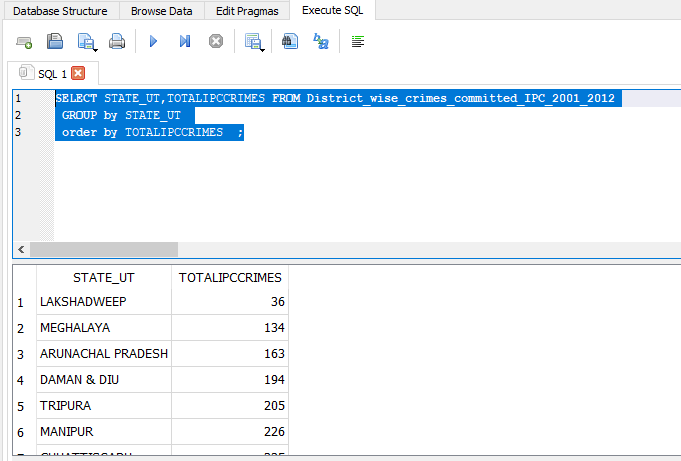 Database Structure Browse Data Edit Pragmas Execute SQL
SQL 1
1 SELECT STATE_UT,TOTALIPCCRIMES FROM District_wise_crimes_committed_IPC_2001_2012
2 GROUP by STATE_UT
3 order by TOTALIPCCRIMES ;
STATE_UT TOTALIPCCRIMES
1 LAKSHADWEEP 36
2 MEGHALAYA 134
3 ARUNACHAL PRADESH 163
4 DAMAN & DIU 194
5 TRIPURA 205
6 MANIPUR 226